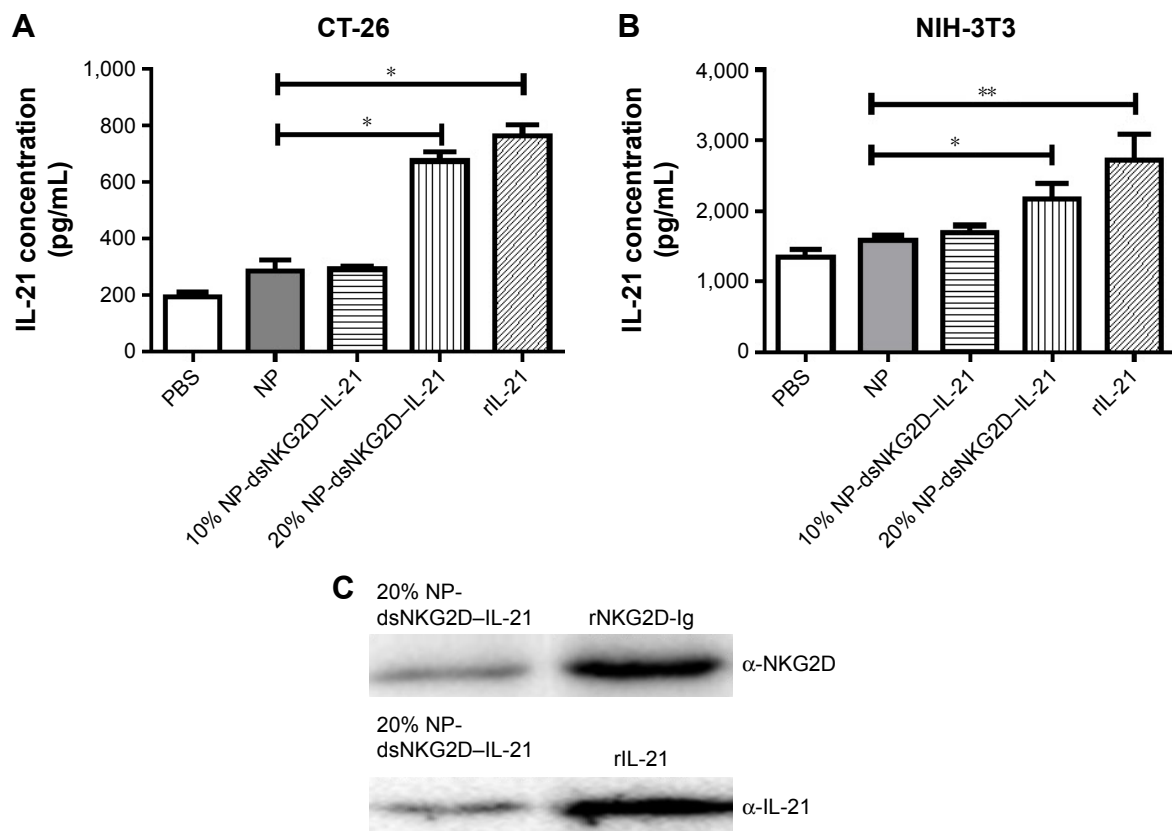 A
CT-26
IL-21 concentration
(pg/mL)
1,000
800
600
400
200
0
*
*
PBS
NP
10% NP-dsNKG2D–IL-21
20% NP-dsNKG2D–IL-21
rIL-21
B
NIH-3T3
IL-21 concentration
(pg/mL)
4,000
3,000
2,000
1,000
0
**
*
PBS
NP
10% NP-dsNKG2D–IL-21
20% NP-dsNKG2D–IL-21
rIL-21
C
20% NP-
dsNKG2D–IL-21
rNKG2D-Ig
α-NKG2D
20% NP-
dsNKG2D–IL-21
rIL-21
α-IL-21